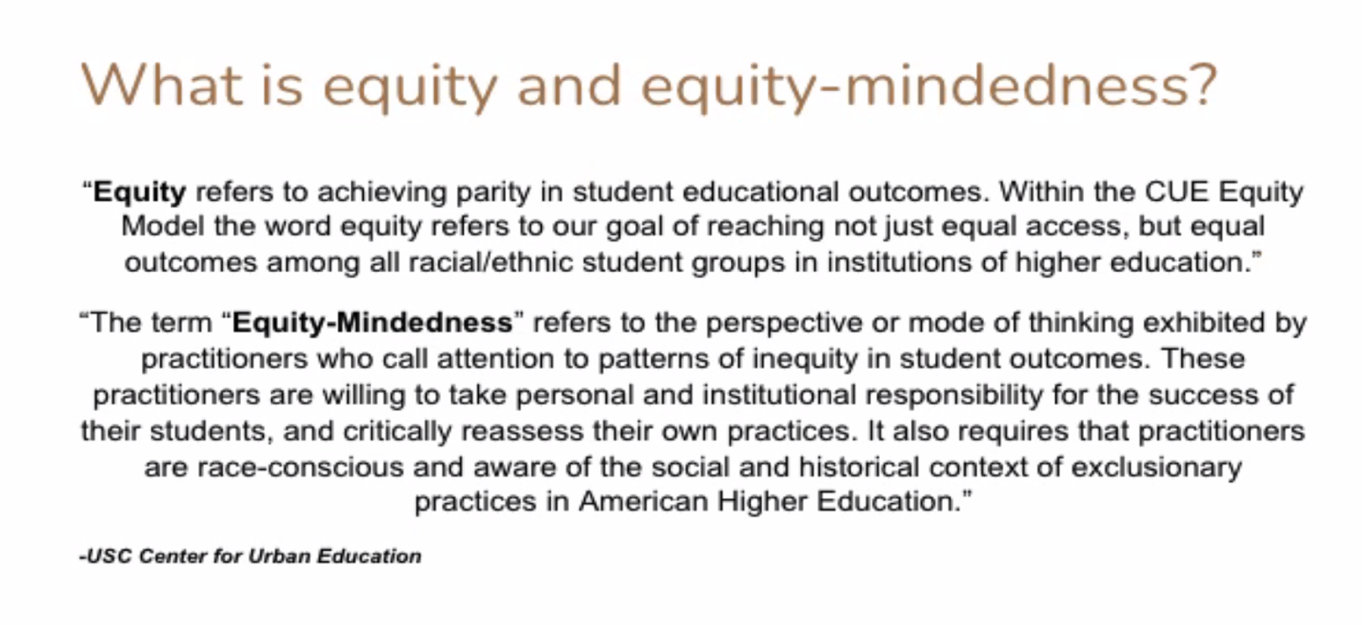 What is equity and equity-mindedness?
“Equity refers to achieving parity in student educational outcomes. Within the CUE Equity
Model the word equity refers to our goal of reaching not just equal access, but equal
outcomes among all racial/ethnic student groups in institutions of higher education.”
“The term “Equity-Mindedness” refers to the perspective or mode of thinking exhibited by
practitioners who call attention to patterns of inequity in student outcomes. These
practitioners are willing to take personal and institutional responsibility for the success of
their students, and critically reassess their own practices. It also requires that practitioners
are race-conscious and aware of the social and historical context of exclusionary
practices in American Higher Education.”
-USC Center for Urban Education